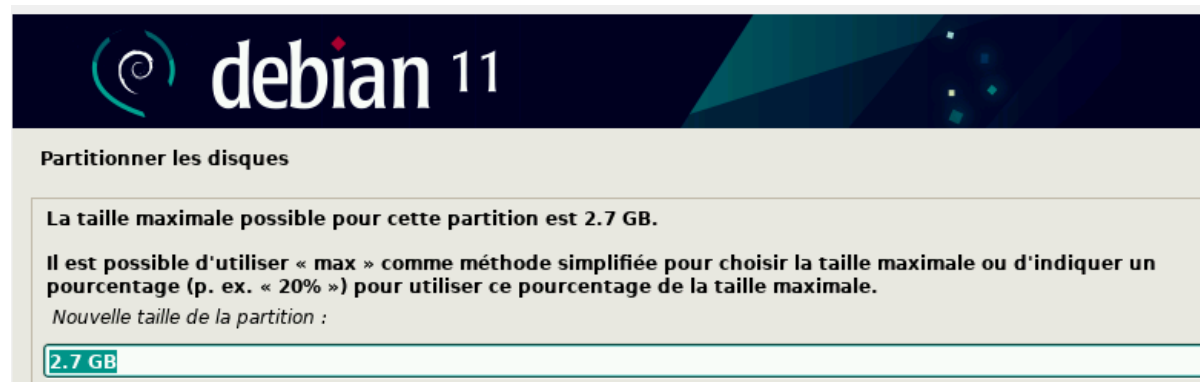 debian 11
Partitionner les disques
La taille maximale possible pour cette partition est 2.7 GB.
Il est possible d'utiliser « max » comme méthode simplifiée pour choisir la taille maximale ou d'indiquer un
pourcentage (p. ex. « 20% ») pour utiliser ce pourcentage de la taille maximale.
Nouvelle taille de la partition :
2.7 GB